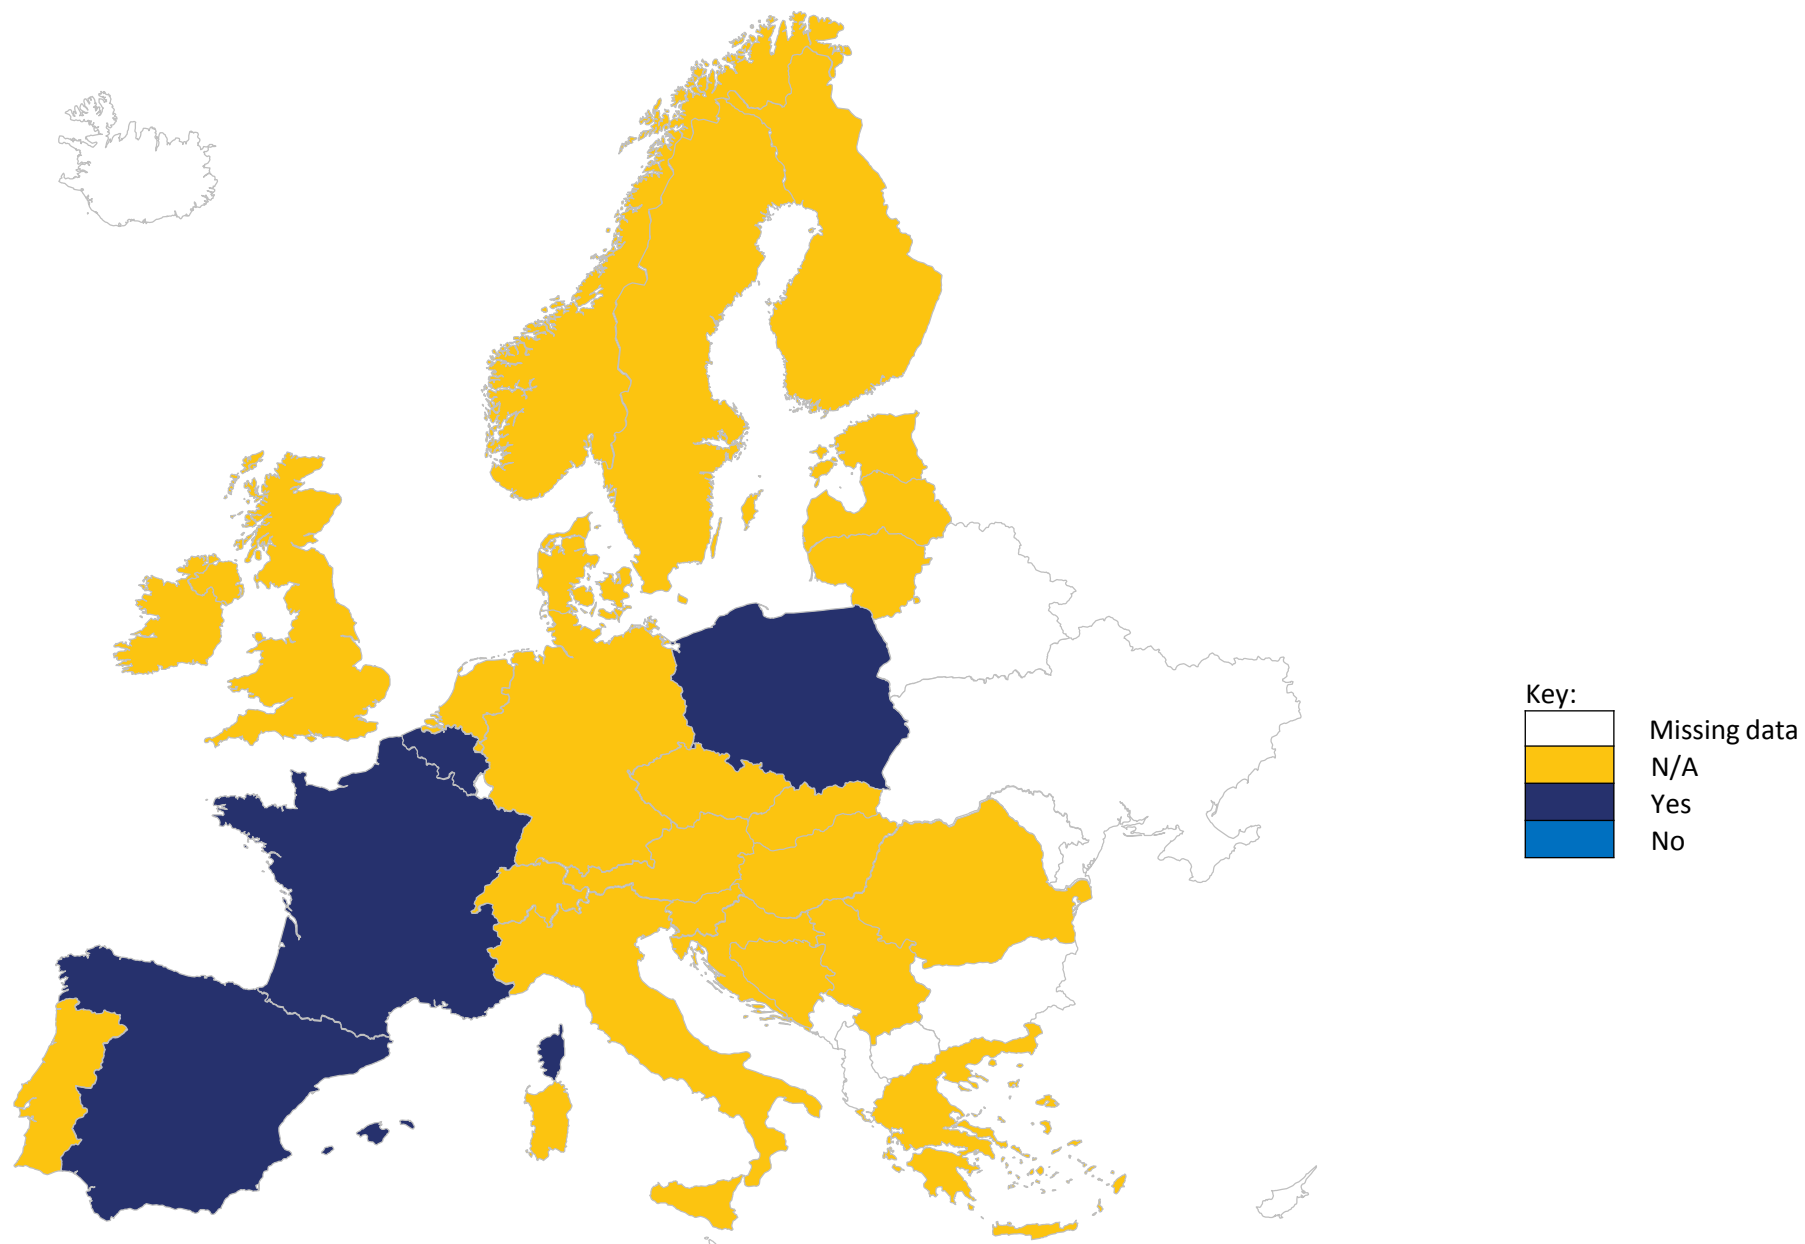 Key:
Missing data
N/A
Yes
No